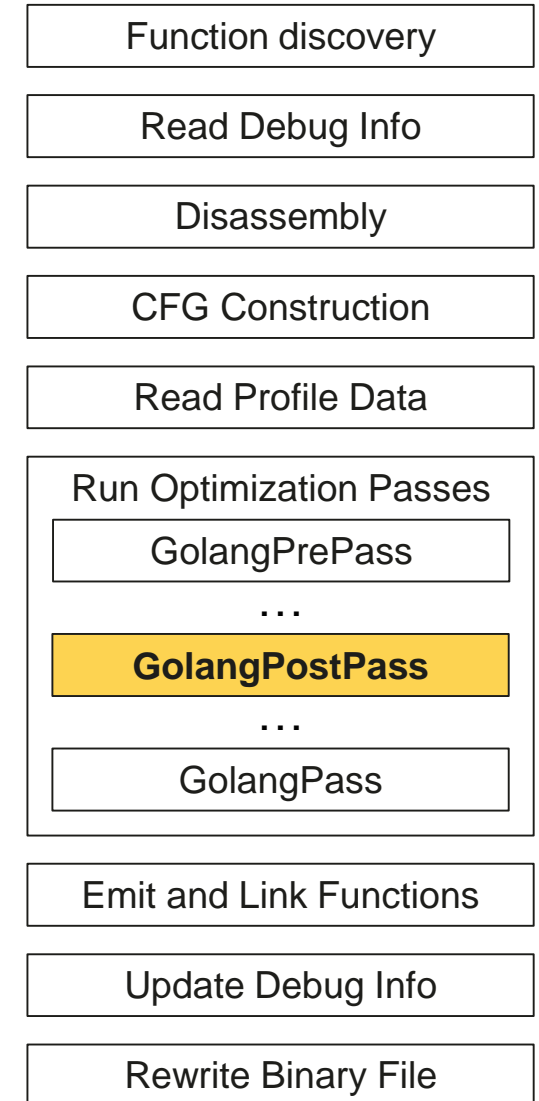 Function discovery
Read Debug Info
Disassembly
CFG Construction
Read Profile Data
Run Optimization Passes
GolangPrePass
...
GolangPostPass
...
GolangPass
Emit and Link Functions
Update Debug Info
Rewrite Binary File